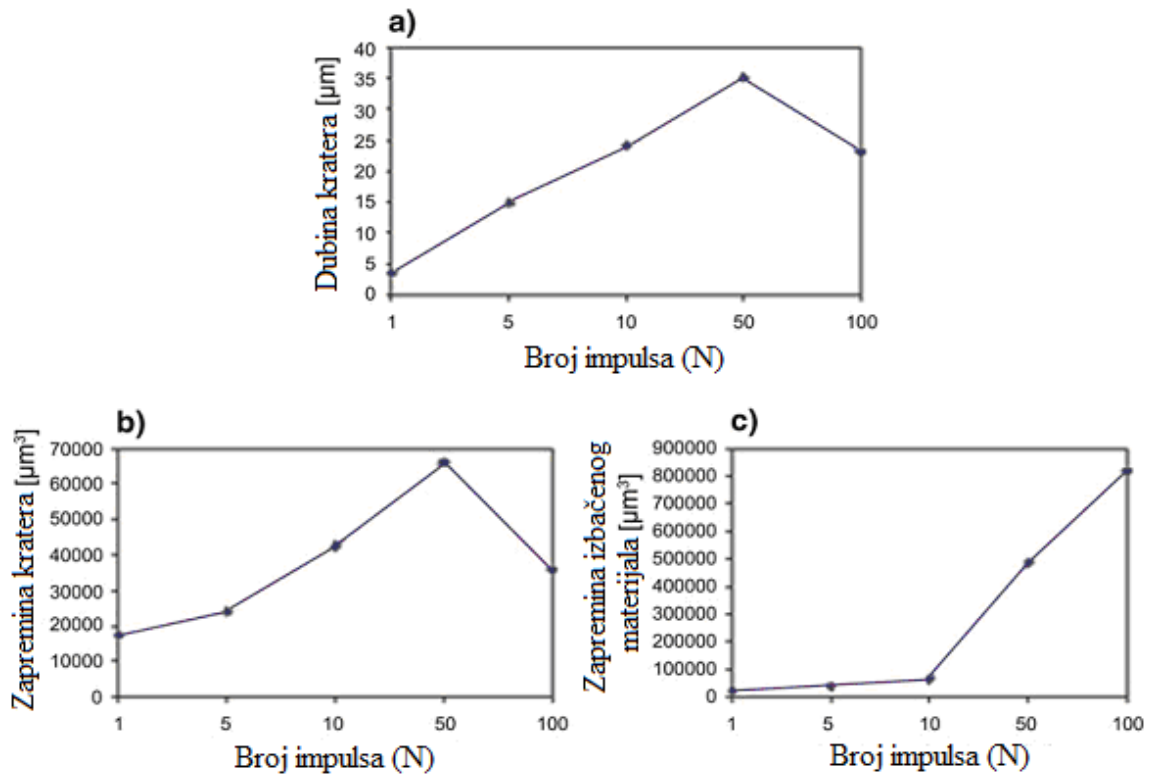 a)
Dubina kratera [µm]
40
35
30
25
20
15
10
5
0
1 5 10 50 100
Broj impulsa (N)
b)
Zapremina kratera [µm³]
70000
60000
50000
40000
30000
20000
10000
0
1 5 10 50 100
Broj impulsa (N)
c)
Zapremina izbačenog
materijala [µm³]
900000
800000
700000
600000
500000
400000
300000
200000
100000
0
1 5 10 50 100
Broj impulsa (N)